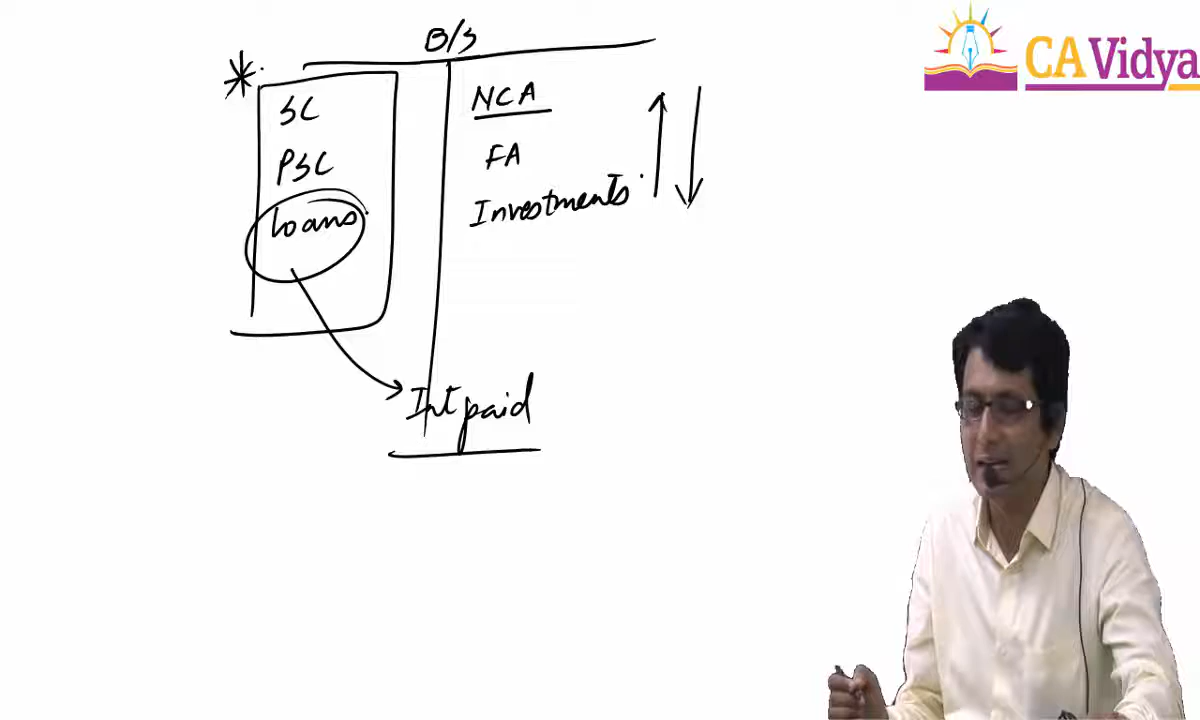 CA Vidya
B/S
*
SC
PSC
Loans
NCA
FA
Investments
Int paid